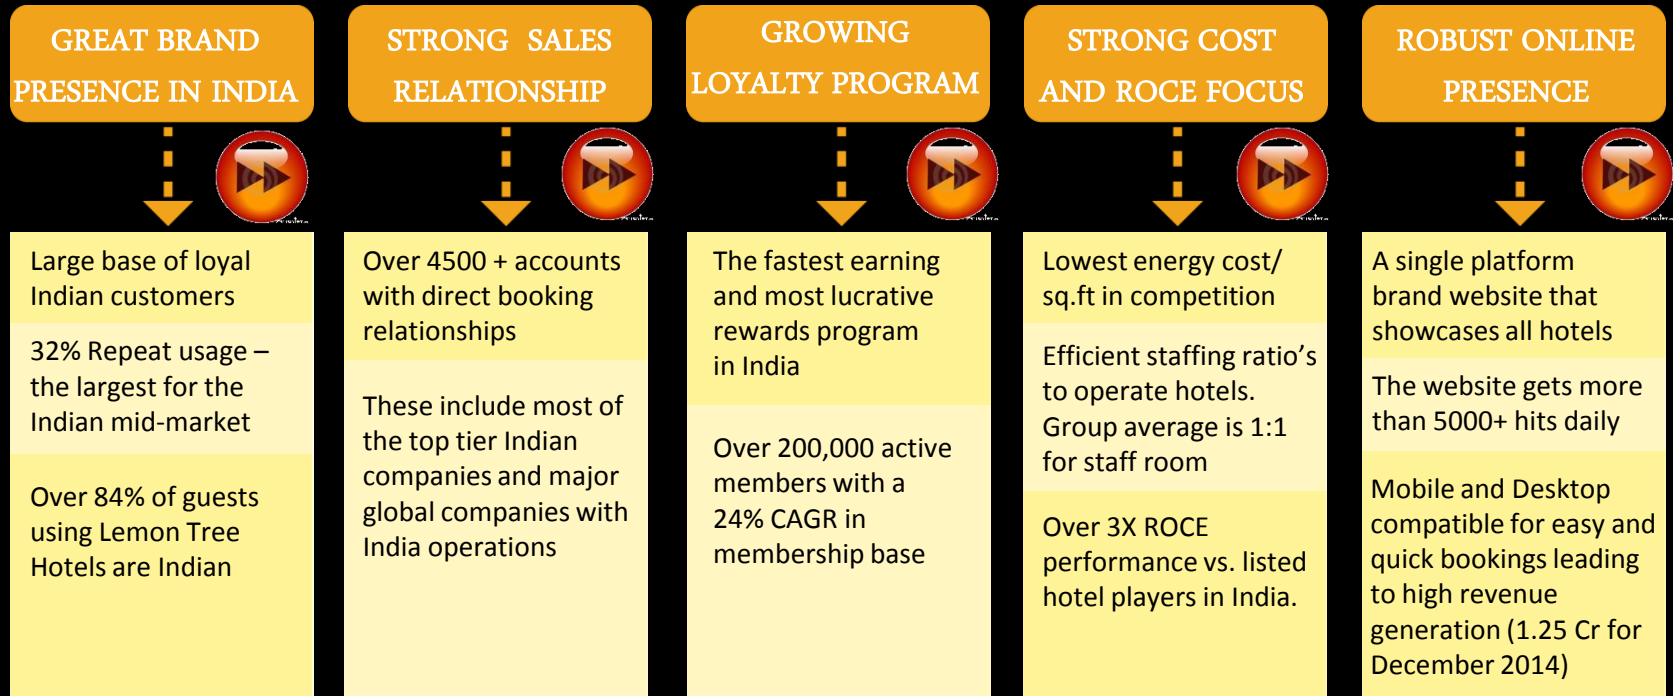 GREAT BRAND
PRESENCE IN INDIA
Large base of loyal
Indian customers
32% Repeat usage –
the largest for the
Indian mid-market
Over 84% of guests
using Lemon Tree
Hotels are Indian
STRONG SALES
RELATIONSHIP
Over 4500 + accounts
with direct booking
relationships
These include most of
the top tier Indian
companies and major
global companies with
India operations
GROWING
LOYALTY PROGRAM
The fastest earning
and most lucrative
rewards program
in India
Over 200,000 active
members with a
24% CAGR in
membership base
STRONG COST
AND ROCE FOCUS
Lowest energy cost/
sq.ft in competition
Efficient staffing ratio’s
to operate hotels.
Group average is 1:1
for staff room
Over 3X ROCE
performance vs. listed
hotel players in India.
ROBUST ONLINE
PRESENCE
A single platform
brand website that
showcases all hotels
The website gets more
than 5000+ hits daily
Mobile and Desktop
compatible for easy and
quick bookings leading
to high revenue
generation (1.25 Cr for
December 2014)